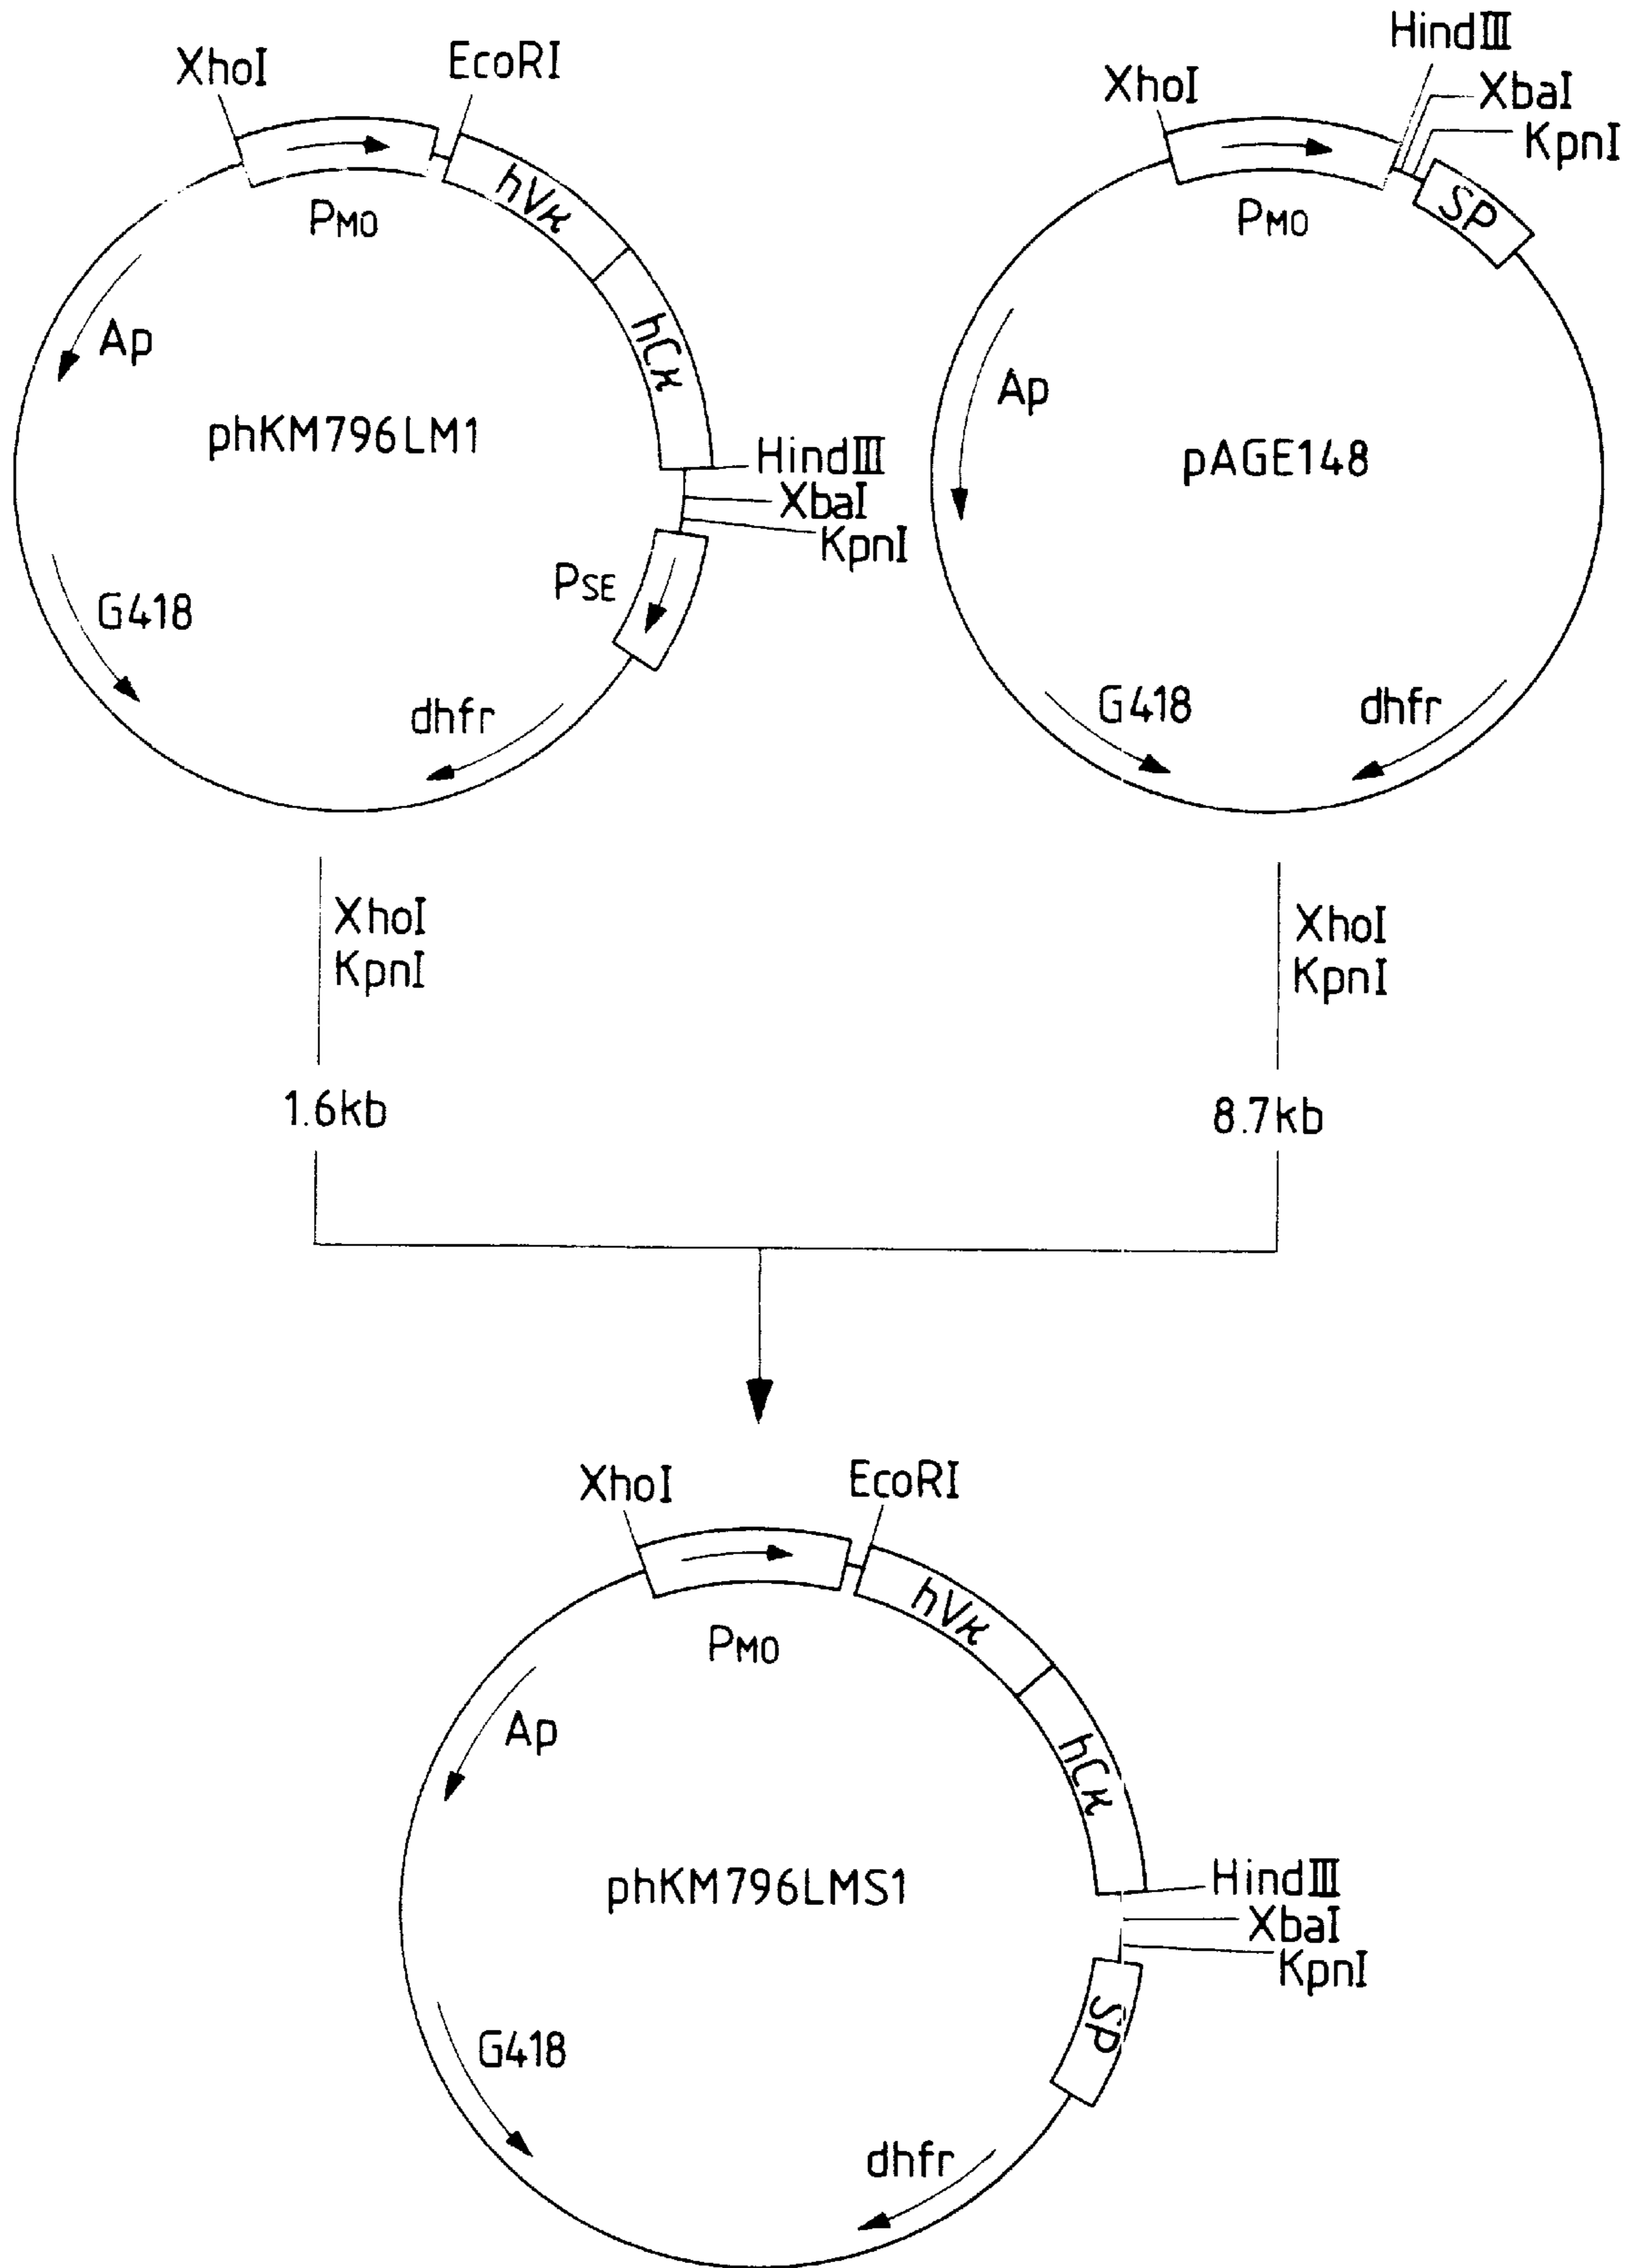 XhoI
EcoRI
PMO
hVκ
hCκ
Ap
phKM796LM1
HindIII
XbaI
KpnI
PSE
G418
dhfr
HindIII
XhoI
XbaI
KpnI
PMO
SP
Ap
pAGE148
G418
dhfr
XhoI
KpnI
XhoI
KpnI
1.6kb
8.7kb
XhoI
EcoRI
PMO
hVκ
hCκ
Ap
phKM796LMS1
HindIII
XbaI
KpnI
SP
G418
dhfr